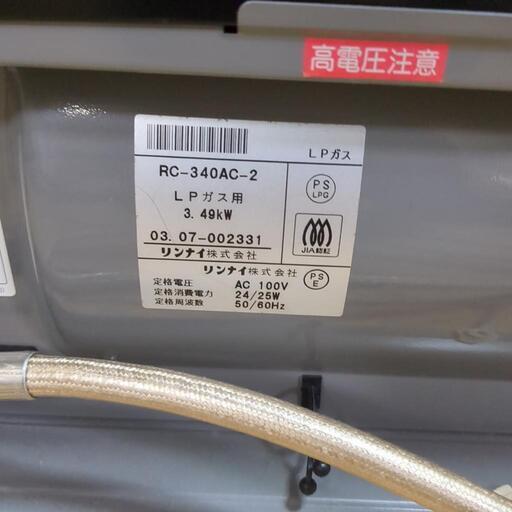 高電圧注意
LPガス
RC-340AC-2
LPガス用
3.49kW
PS
LPG
JIA認証
03.07-002331
リンナイ株式会社
リンナイ株式会社
定格電圧 AC 100V
定格消費電力 24/25W
定格周波数 50/60Hz
PS
E